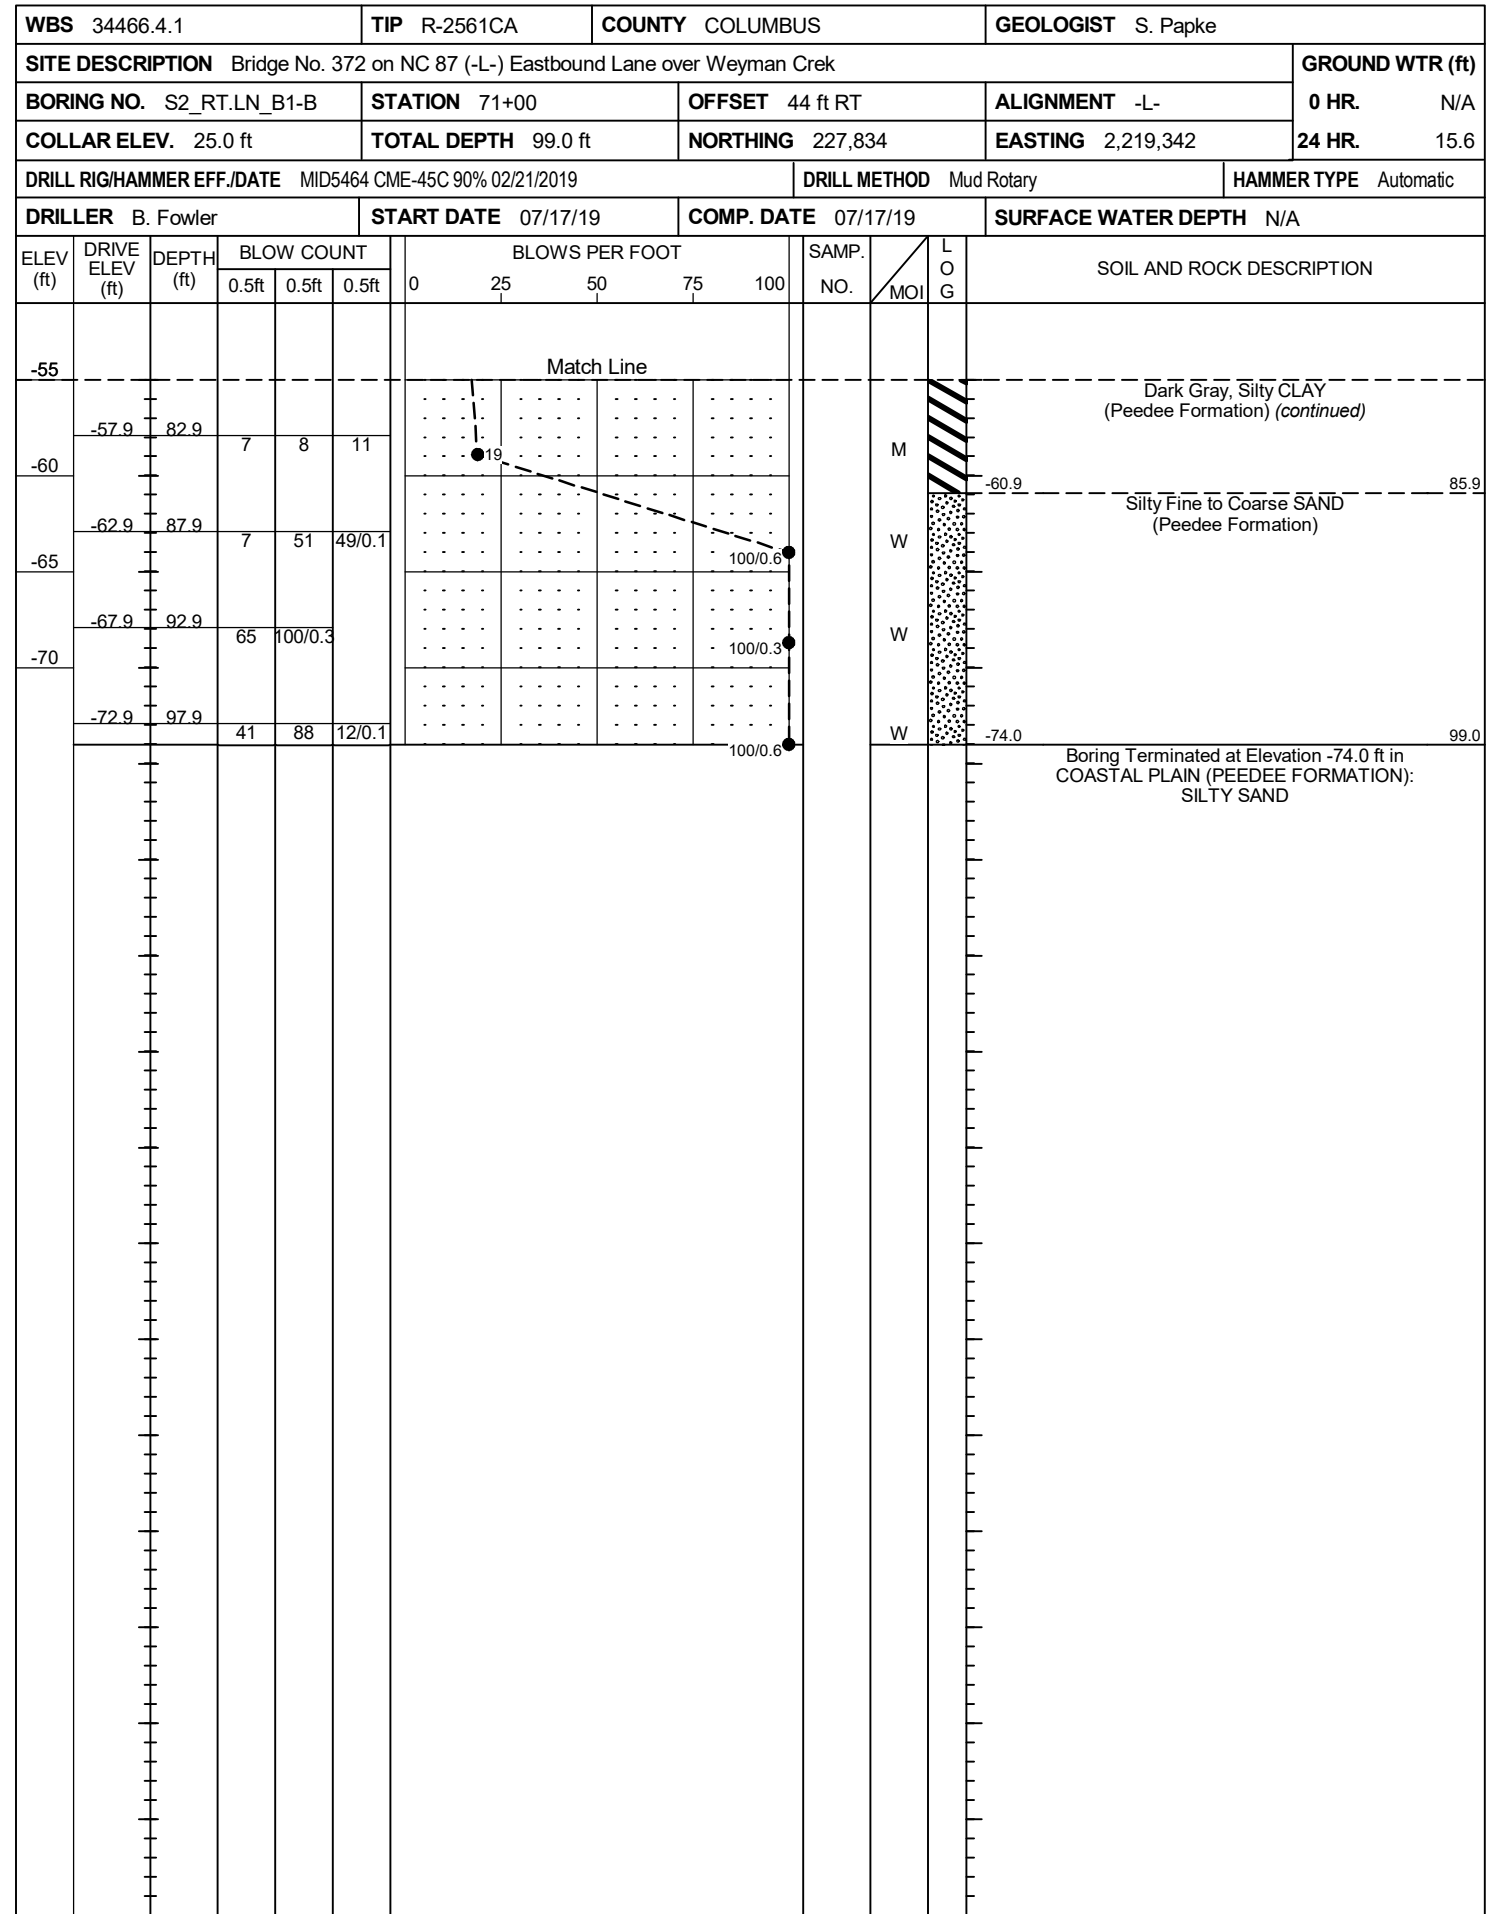 WBS 34466.4.1 TIP R-2561CA COUNTY COLUMBUS GEOLOGIST S. Papke
SITE DESCRIPTION Bridge No. 372 on NC 87 (-L-) Eastbound Lane over Weyman Crek GROUND WTR (ft)
BORING NO. S2_RT.LN_B1-B STATION 71+00 OFFSET 44 ft RT ALIGNMENT -L- 0 HR. N/A
COLLAR ELEV. 25.0 ft TOTAL DEPTH 99.0 ft NORTHING 227,834 EASTING 2,219,342 24 HR. 15.6
DRILL RIG/HAMMER EFF./DATE MID5464 CME-45C 90% 02/21/2019 DRILL METHOD Mud Rotary HAMMER TYPE Automatic
DRILLER B. Fowler START DATE 07/17/19 COMP. DATE 07/17/19 SURFACE WATER DEPTH N/A
ELEV (ft) DRIVE ELEV (ft) DEPTH (ft) BLOW COUNT BLOWS PER FOOT SAMP. NO. MOI LOG SOIL AND ROCK DESCRIPTION
0.5ft 0.5ft 0.5ft 0 25 50 75 100
Match Line
-55
Dark Gray, Silty CLAY
(Peedee Formation) (continued)
-57.9 82.9
7 8 11 19 M
-60
-60.9 85.9
Silty Fine to Coarse SAND
(Peedee Formation)
-62.9 87.9
7 51 49/0.1 100/0.6 W
-65
-67.9 92.9
65 100/0.3 100/0.3 W
-70
-72.9 97.9
41 88 12/0.1 100/0.6 W
-74.0 99.0
Boring Terminated at Elevation -74.0 ft in
COASTAL PLAIN (PEEDEE FORMATION):
SILTY SAND